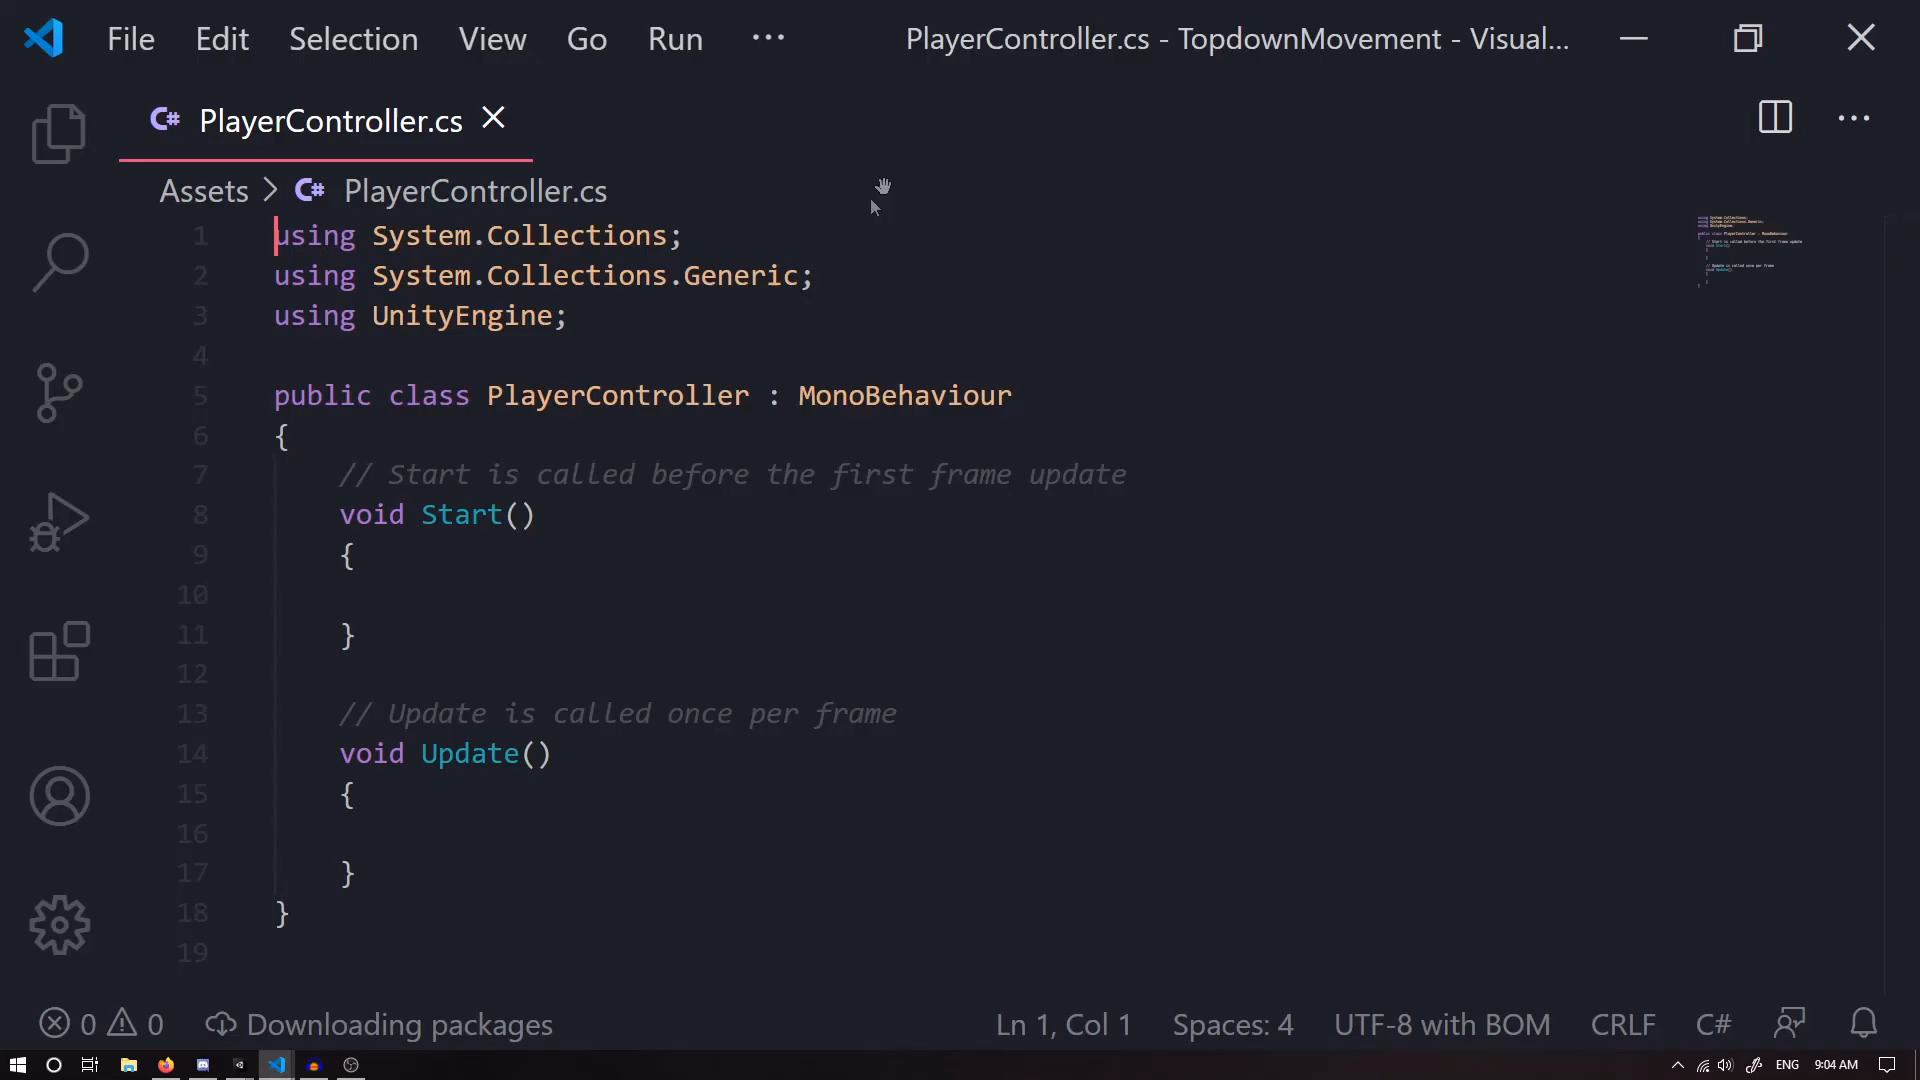 File Edit Selection View Go Run ··· PlayerController.cs - TopdownMovement - Visual...
C# PlayerController.cs
Assets > C# PlayerController.cs
1 using System.Collections;
2 using System.Collections.Generic;
3 using UnityEngine;
4
5 public class PlayerController : MonoBehaviour
6 {
7 // Start is called before the first frame update
8 void Start()
9 {
10
11 }
12
13 // Update is called once per frame
14 void Update()
15 {
16
17 }
18 }
19
0 0 Downloading packages Ln 1, Col 1 Spaces: 4 UTF-8 with BOM CRLF C#
ENG 9:04 AM